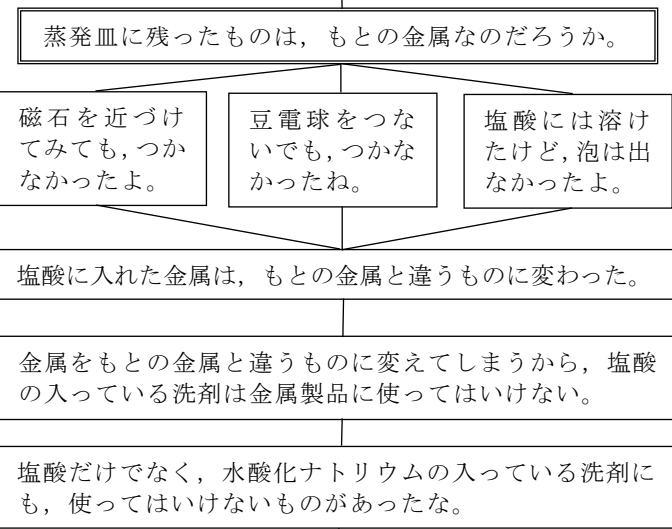 蒸発皿に残ったものは，もとの金属なのだろうか。
磁石を近づけ
てみても，つか
なかったよ。
豆電球をつな
いでも，つかな
かったね。
塩酸には溶け
たけど，泡は出
なかったよ。
塩酸に入れた金属は，もとの金属と違うものに変わった。
金属をもとの金属と違うものに変えてしまうから，塩酸
の入っている洗剤は金属製品に使ってはいけない。
塩酸だけでなく，水酸化ナトリウムの入っている洗剤に
も，使ってはいけないものがあったな。